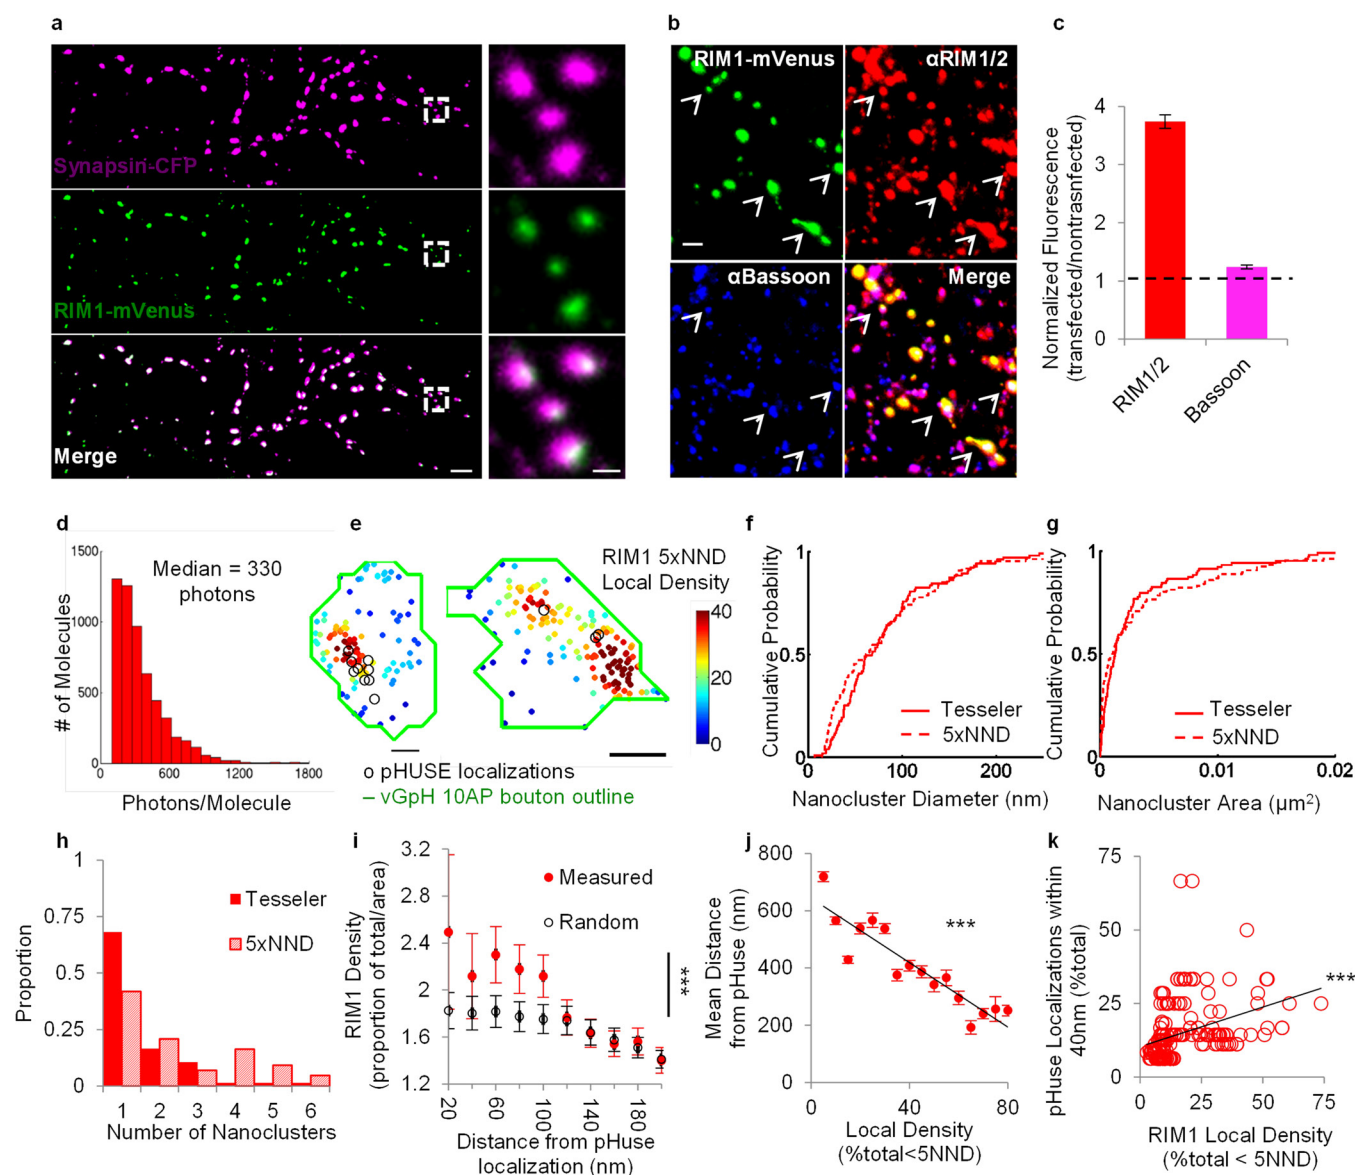 a
Synapsin-CFP
RIM1-mVenus
Merge
b
RIM1-mVenus
αRIM1/2
αBassoon
Merge
c
Normalized Fluorescence
(transfected/nontrasnfected)
4
3
2
1
0
RIM1/2
Bassoon
d
Median = 330
photons
# of Molecules
1500
1000
500
0
0 600 1200 1800
Photons/Molecule
e
RIM1 5xNND
Local Density
40
20
0
o pHUSE localizations
– vGpH 10AP bouton outline
f
Cumulative Probability
1
0.5
0
Tesseler
5xNND
100 200
Nanocluster Diameter (nm)
g
Cumulative Probability
1
0.5
0
Tesseler
5xNND
0 0.01 0.02
Nanocluster Area (µm²)
h
Proportion
1
0.75
0.5
0.25
0
Tesseler
5xNND
1 2 3 4 5 6
Number of Nanoclusters
i
RIM1 Density
(proportion of total/area)
3.2
2.8
2.4
2
1.6
1.2
Measured
Random
***
20 60 100 140 180
Distance from pHuse
localization (nm)
j
Mean Distance
from pHuse (nm)
800
600
400
200
0
***
0 40 80
Local Density
(%total<5NND)
k
pHuse Localizations within
40nm (%total)
75
50
25
0
***
0 25 50 75
RIM1 Local Density
(%total < 5NND)